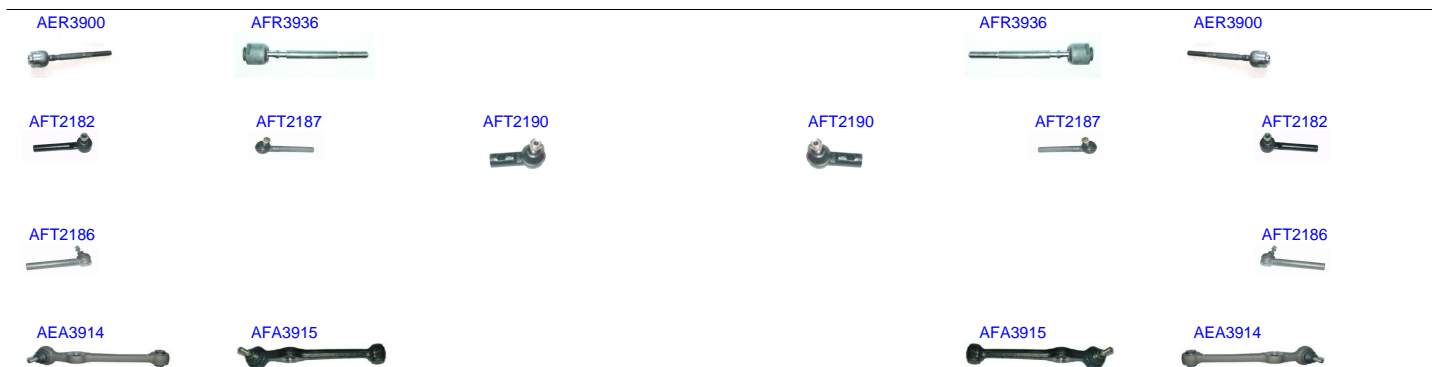 AER3900 AFR3936 AFR3936 AER3900
AFT2182 AFT2187 AFT2190 AFT2190 AFT2187 AFT2182
AFT2186 AFT2186
AEA3914 AFA3915 AFA3915 AEA3914